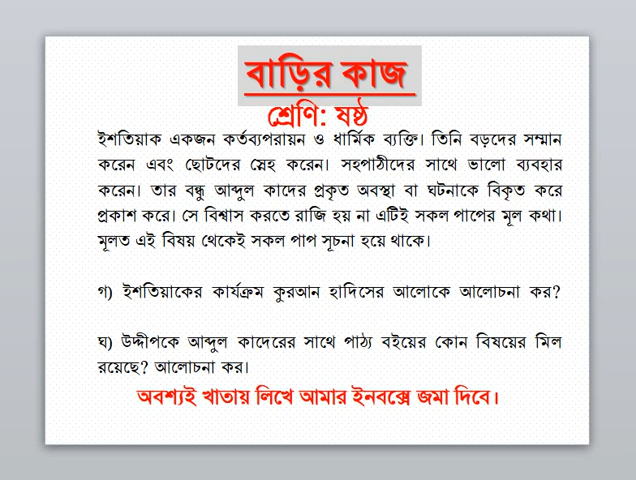 বাড়ির কাজ
শ্রেণি: ষষ্ঠ
ইশতিয়াক একজন কর্তব্যপরায়ন ও ধার্মিক ব্যক্তি। তিনি বড়দের সম্মান
করেন এবং ছোটদের স্নেহ করেন। সহপাঠীদের সাথে ভালো ব্যবহার
করেন। তার বন্ধু আব্দুল কাদের প্রকৃত অবস্থা বা ঘটনাকে বিকৃত করে
প্রকাশ করে। সে বিশ্বাস করতে রাজি হয় না এটিই সকল পাপের মূল কথা।
মূলত এই বিষয় থেকেই সকল পাপ সূচনা হয়ে থাকে।
গ) ইশতিয়াকের কার্যক্রম কুরআন হাদিসের আলোকে আলোচনা কর?
ঘ) উদ্দীপকে আব্দুল কাদেরের সাথে পাঠ্য বইয়ের কোন বিষয়ের মিল
রয়েছে? আলোচনা কর।
অবশ্যই খাতায় লিখে আমার ইনবক্সে জমা দিবে।